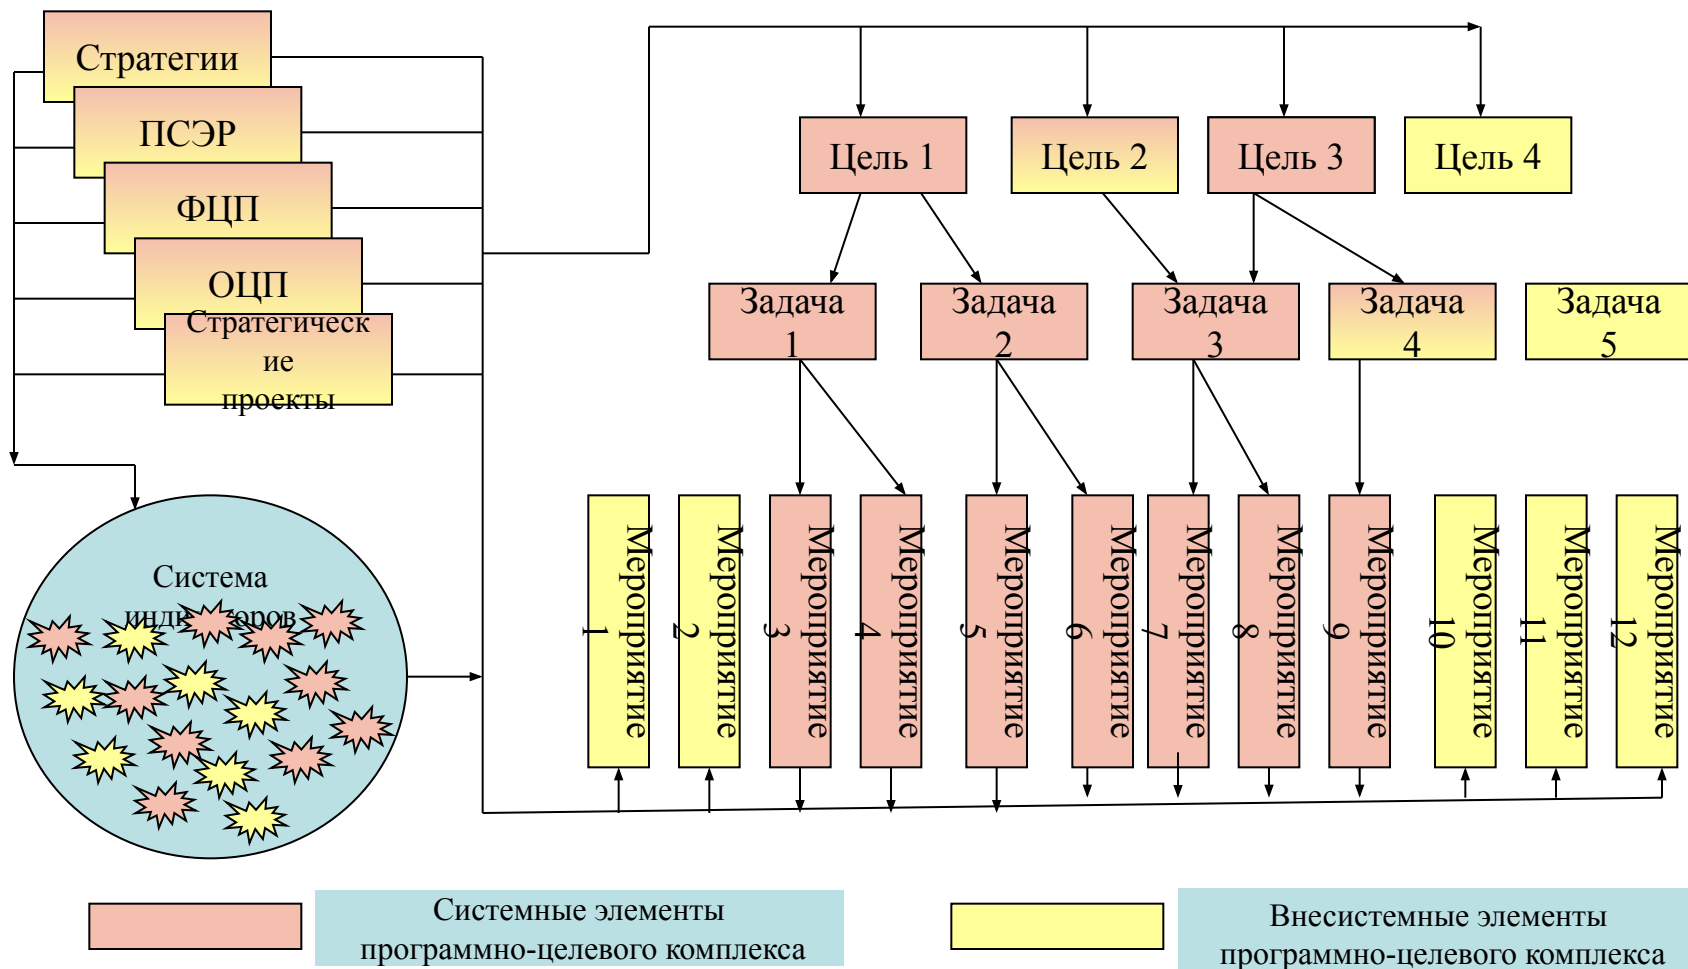 Стратегии
ПСЭР
ФЦП
ОЦП
Стратегическ
ие
проекты
Цель 1
Цель 2
Цель 3
Цель 4
Задача
1
Задача
2
Задача
3
Задача
4
Задача
5
Система
индикаторов
Мероприятие
1
Мероприятие
2
Мероприятие
3
Мероприятие
4
Мероприятие
5
Мероприятие
6
Мероприятие
7
Мероприятие
8
Мероприятие
9
Мероприятие
10
Мероприятие
11
Мероприятие
12
Системные элементы
программно-целевого комплекса
Внесистемные элементы
программно-целевого комплекса